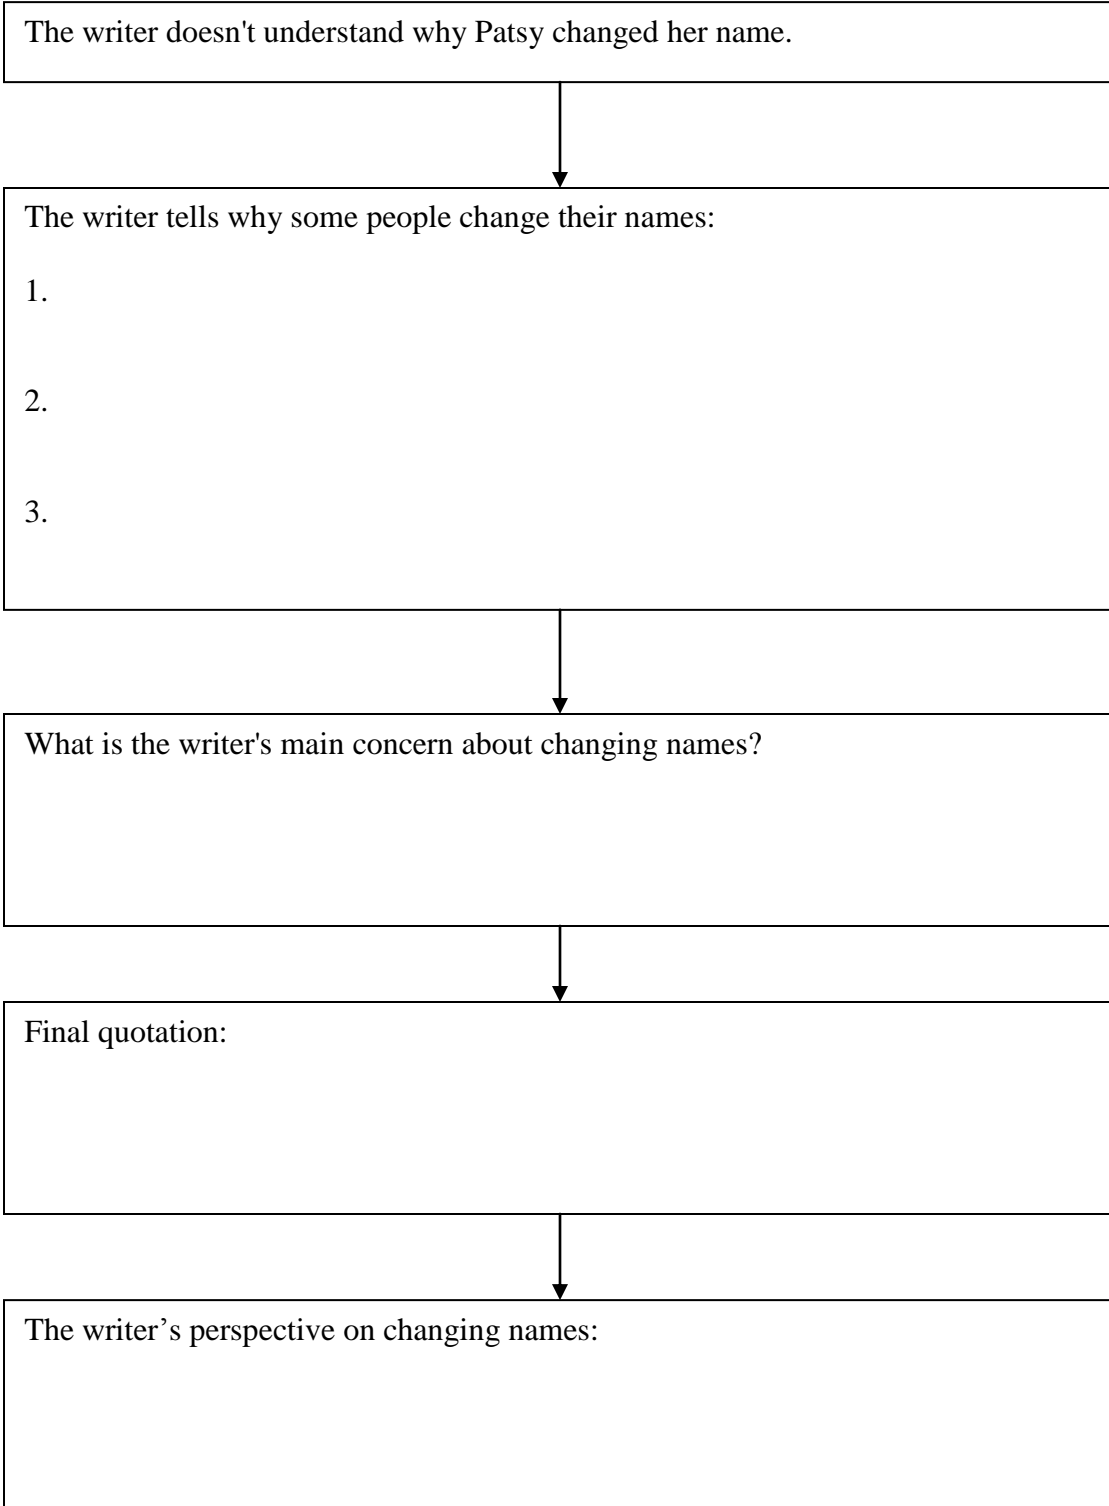 The writer doesn't understand why Patsy changed her name.
The writer tells why some people change their names:
1.
2.
3.
What is the writer's main concern about changing names?
Final quotation:
The writer’s perspective on changing names: